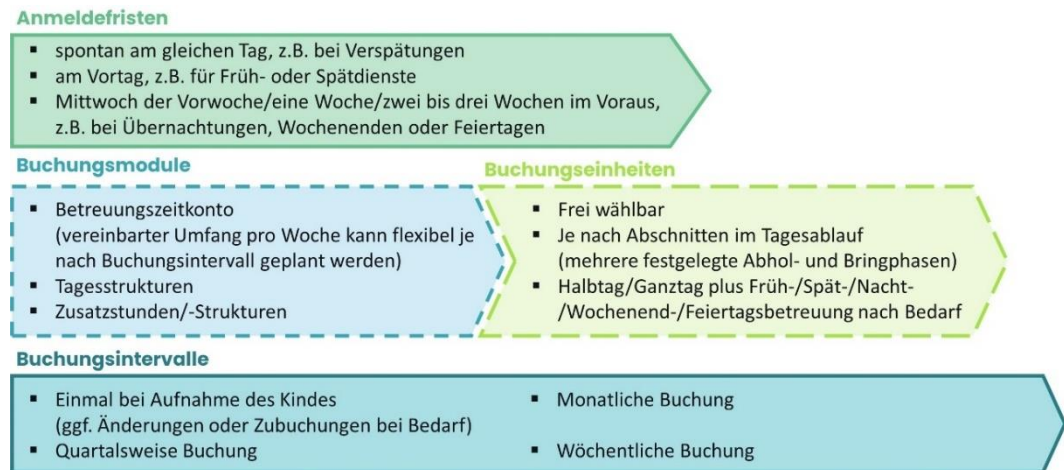 Anmeldefristen
▪ spontan am gleichen Tag, z.B. bei Verspätungen
▪ am Vortag, z.B. für Früh- oder Spätdienste
▪ Mittwoch der Vorwoche/eine Woche/zwei bis drei Wochen im Voraus,
z.B. bei Übernachtungen, Wochenenden oder Feiertagen
Buchungsmodule
▪ Betreuungszeitkonto
(vereinbarter Umfang pro Woche kann flexibel je
nach Buchungsintervall geplant werden)
▪ Tagesstrukturen
▪ Zusatzstunden/-Strukturen
Buchungseinheiten
▪ Frei wählbar
▪ Je nach Abschnitten im Tagesablauf
(mehrere festgelegte Abhol- und Bringphasen)
▪ Halbtag/Ganztag plus Früh-/Spät-/Nacht-
/Wochenend-/Feiertagsbetreuung nach Bedarf
Buchungsintervalle
▪ Einmal bei Aufnahme des Kindes
(ggf. Änderungen oder Zubuchungen bei Bedarf)
▪ Quartalsweise Buchung
▪ Monatliche Buchung
▪ Wöchentliche Buchung